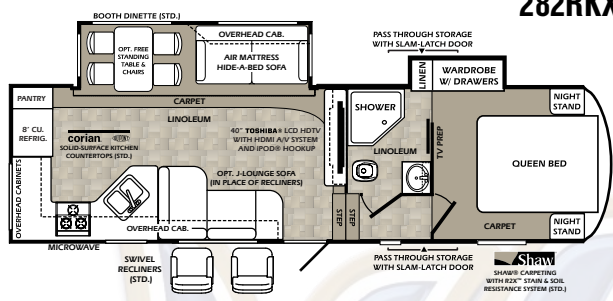 282RKX
BOOTH DINETTE (STD.)
OPT. FREE
STANDING
TABLE &
CHAIRS
OVERHEAD CAB.
AIR MATTRESS
HIDE-A-BED SOFA
PASS THROUGH STORAGE
WITH SLAM-LATCH DOOR
LINEN
WARDROBE
W/ DRAWERS
PANTRY
CARPET
LINOLEUM
SHOWER
NIGHT
STAND
8' CU.
REFRIG.
corian. DUPONT
SOLID-SURFACE KITCHEN
COUNTERTOPS (STD.)
40" TOSHIBA® LCD HDTV
WITH HDMI A/V SYSTEM
AND IPOD® HOOKUP
LINOLEUM
TV PREP
QUEEN BED
OPT. J-LOUNGE SOFA
(IN PLACE OF RECLINERS)
OVERHEAD CABINETS
OVERHEAD CAB.
STEP
STEP
CARPET
NIGHT
STAND
MICROWAVE
SWIVEL
RECLINERS
(STD.)
PASS THROUGH STORAGE
WITH SLAM-LATCH DOOR
Shaw
SHAW® CARPETING
WITH R2X™ STAIN & SOIL
RESISTANCE SYSTEM (STD.)